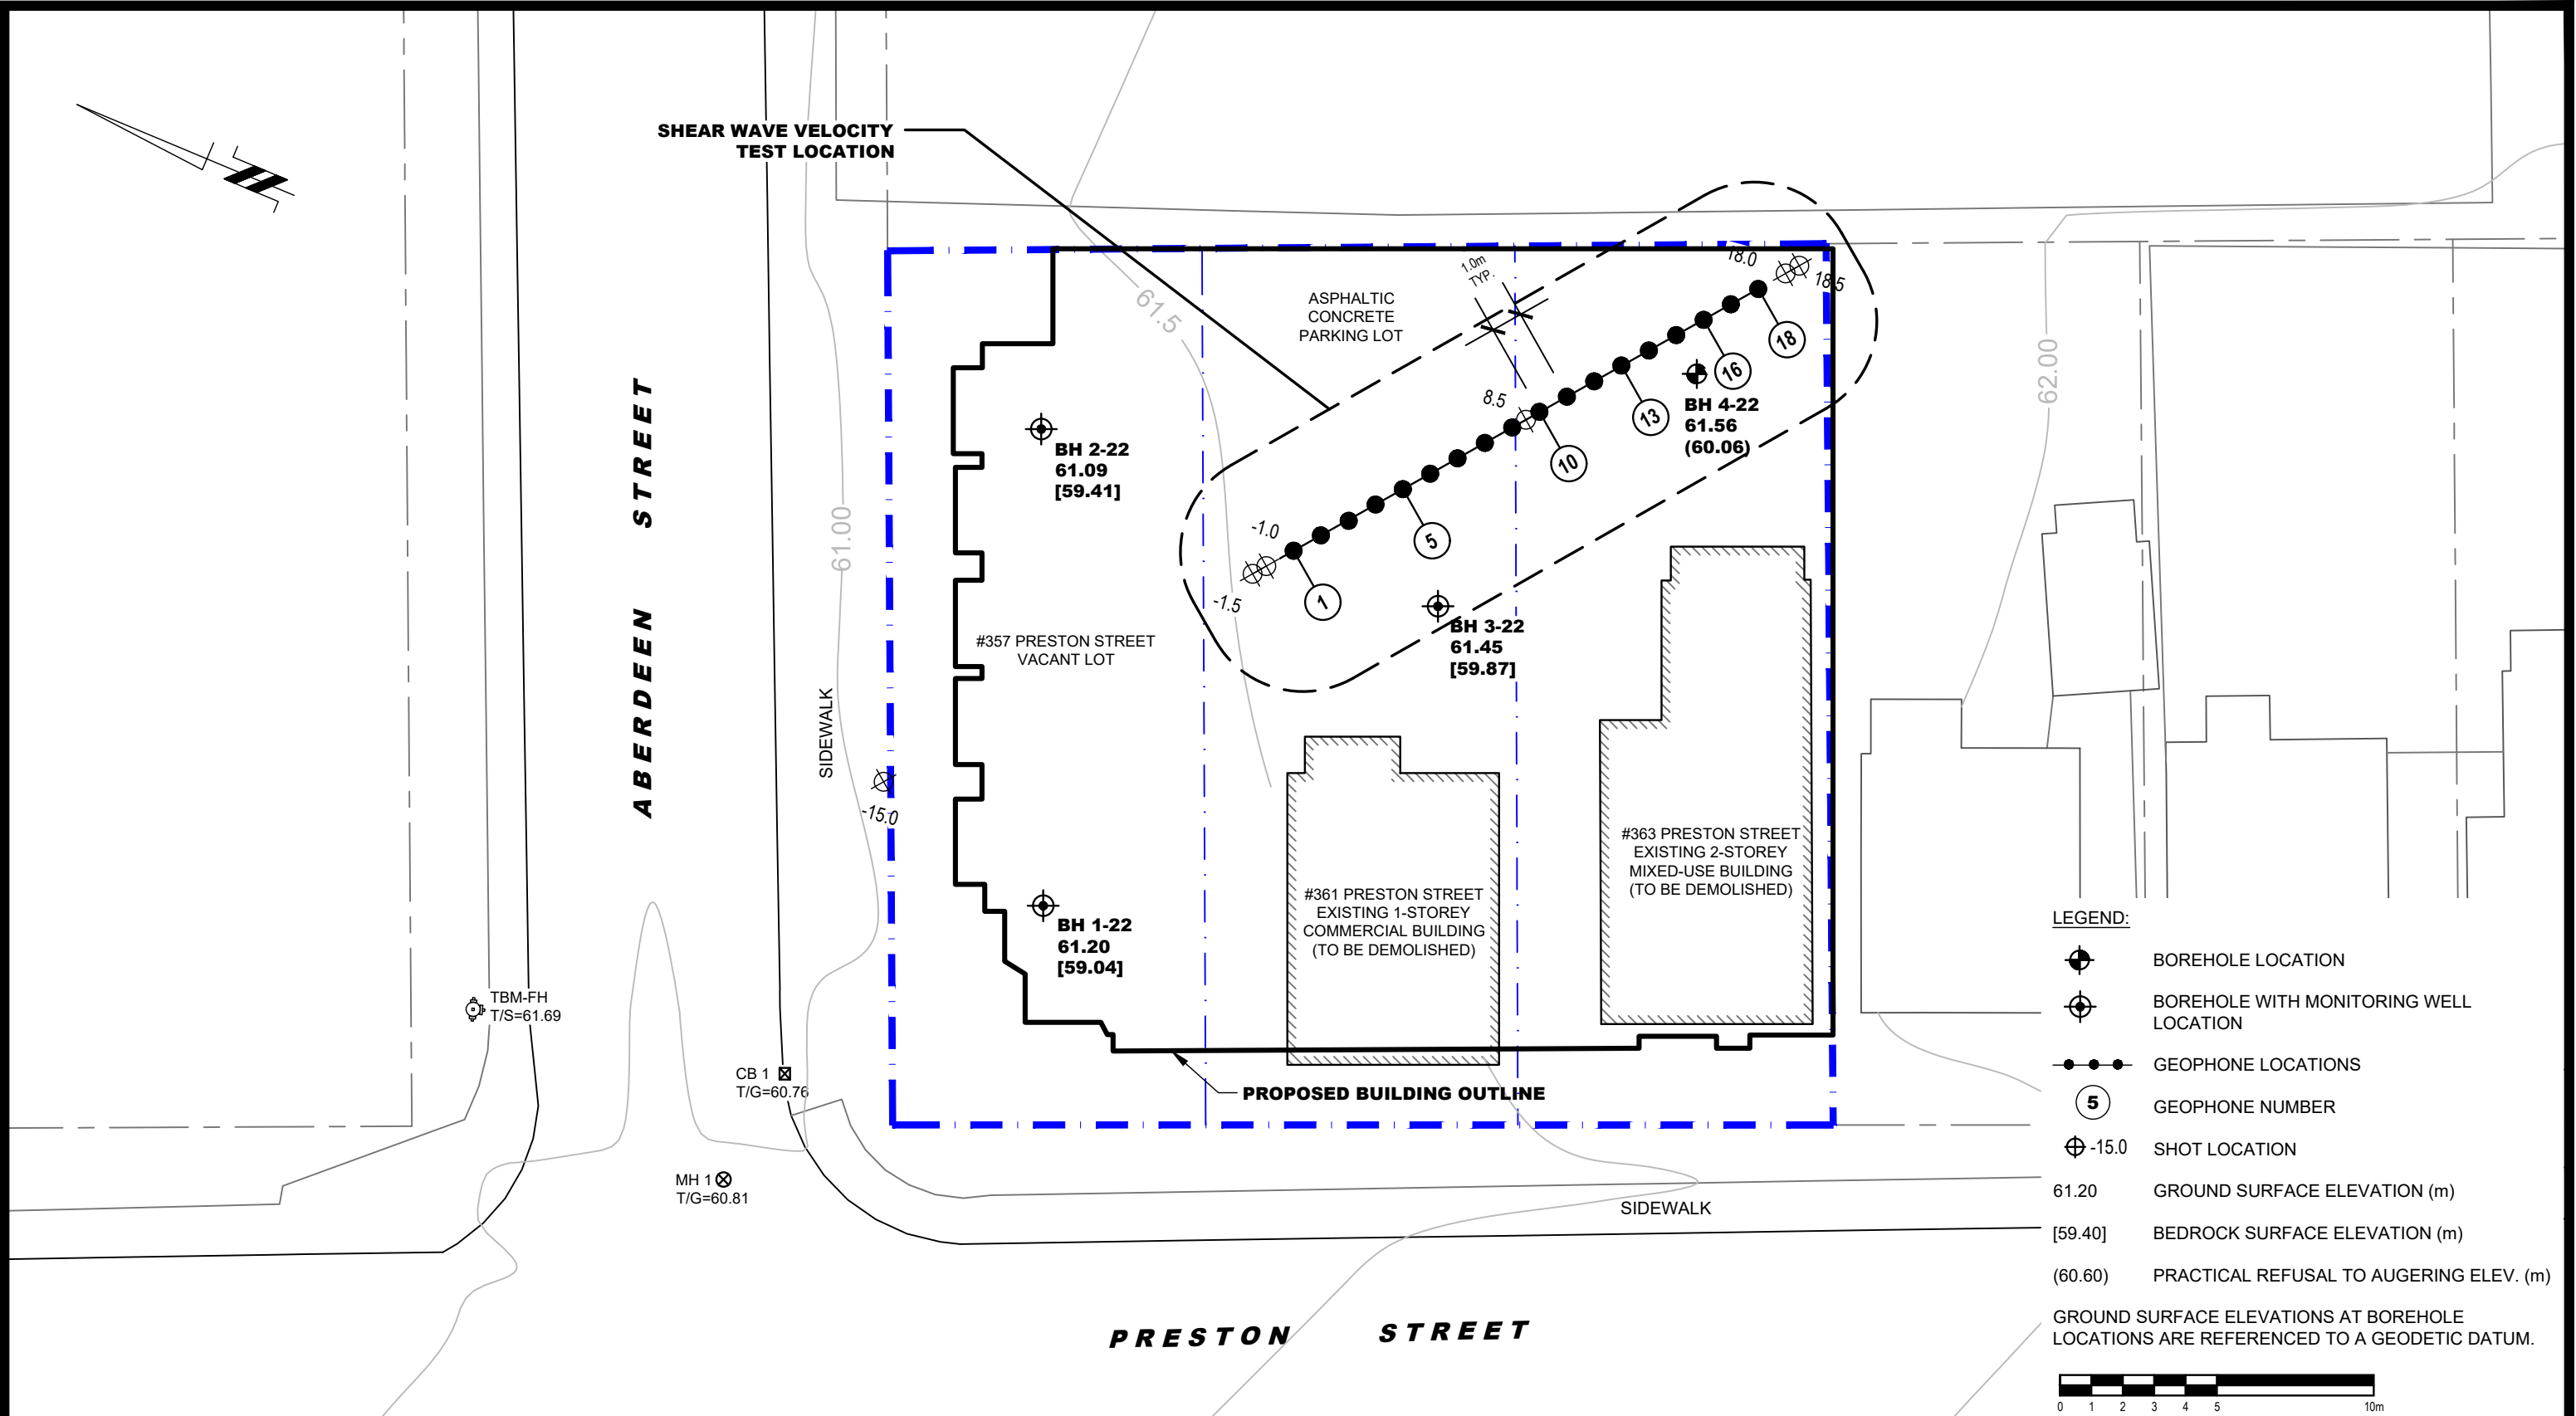 SHEAR WAVE VELOCITY
TEST LOCATION
ABERDEEN STREET
SIDEWALK
61.00
61.5
62.00
ASPHALTIC
CONCRETE
PARKING LOT
1.0m
TYP.
18.0
18.5
8.5
-1.0
-1.5
-15.0
1
5
10
13
16
18
BH 2-22
61.09
[59.41]
BH 4-22
61.56
(60.06)
BH 3-22
61.45
[59.87]
BH 1-22
61.20
[59.04]
#357 PRESTON STREET
VACANT LOT
#361 PRESTON STREET
EXISTING 1-STOREY
COMMERCIAL BUILDING
(TO BE DEMOLISHED)
#363 PRESTON STREET
EXISTING 2-STOREY
MIXED-USE BUILDING
(TO BE DEMOLISHED)
PROPOSED BUILDING OUTLINE
TBM-FH
T/S=61.69
CB 1
T/G=60.76
MH 1
T/G=60.81
SIDEWALK
PRESTON STREET
LEGEND:
BOREHOLE LOCATION
BOREHOLE WITH MONITORING WELL
LOCATION
GEOPHONE LOCATIONS
5 GEOPHONE NUMBER
-15.0 SHOT LOCATION
61.20 GROUND SURFACE ELEVATION (m)
[59.40] BEDROCK SURFACE ELEVATION (m)
(60.60) PRACTICAL REFUSAL TO AUGERING ELEV. (m)
GROUND SURFACE ELEVATIONS AT BOREHOLE
LOCATIONS ARE REFERENCED TO A GEODETIC DATUM.
0 1 2 3 4 5 10m